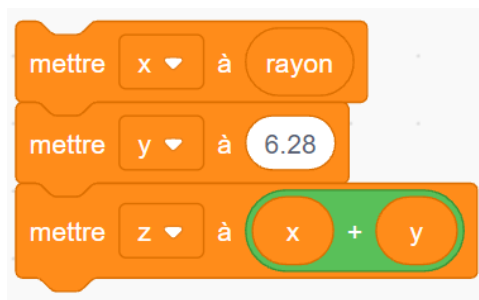 mettre x à rayon
mettre y à 6.28
mettre z à x + y